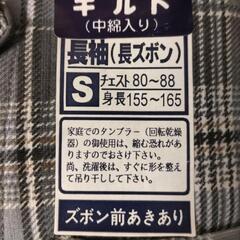 キルト
(中綿入り)
長袖(長ズボン)
S
チェスト80~88
身長155~165
家庭でのタンブラー(回転乾燥
器)の御使用は、縮む恐れがあり
ますのでおさけ下さい。
尚、洗濯後は、すぐに形を整え
て吊り干しして下さい。
ズボン前あきあり